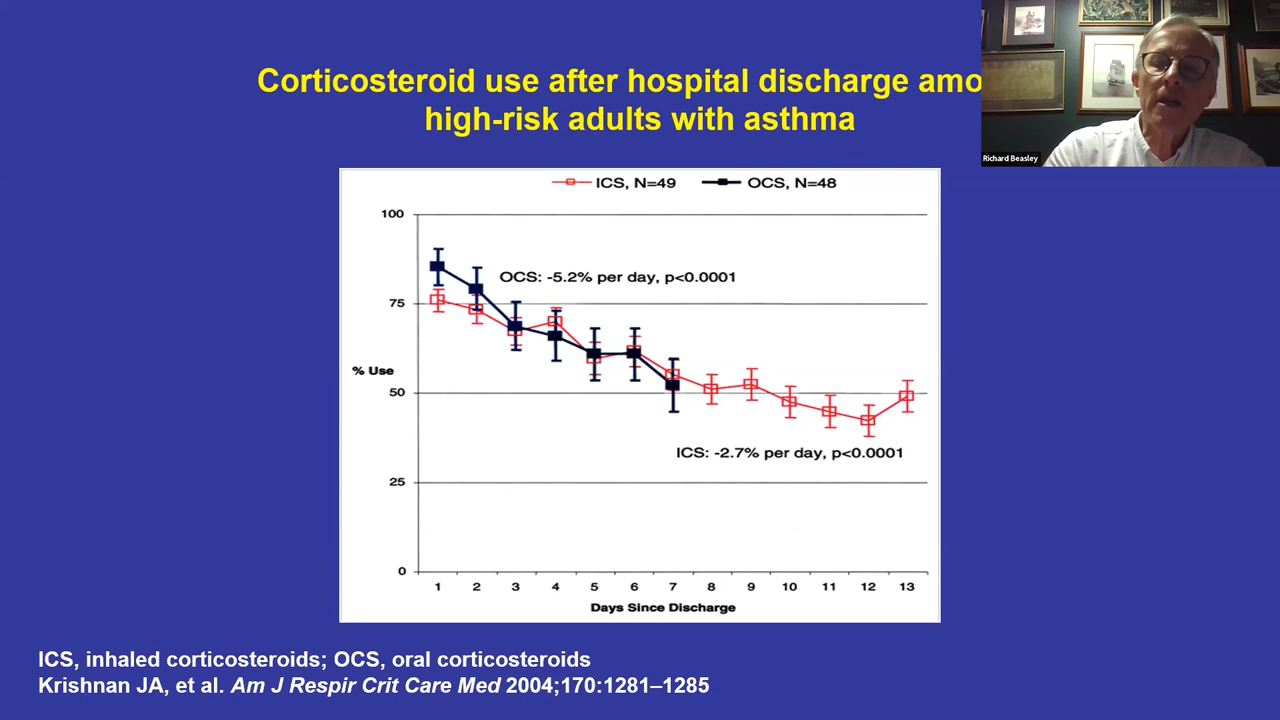 Corticosteroid use after hospital discharge amo
high-risk adults with asthma
Richard Beasley
ICS, N=49 OCS, N=48
100
OCS: -5.2% per day, p<0.0001
75
% Use
50
ICS: -2.7% per day, p<0.0001
25
0
1 2 3 4 5 6 7 8 9 10 11 12 13
Days Since Discharge
ICS, inhaled corticosteroids; OCS, oral corticosteroids
Krishnan JA, et al. Am J Respir Crit Care Med 2004;170:1281–1285